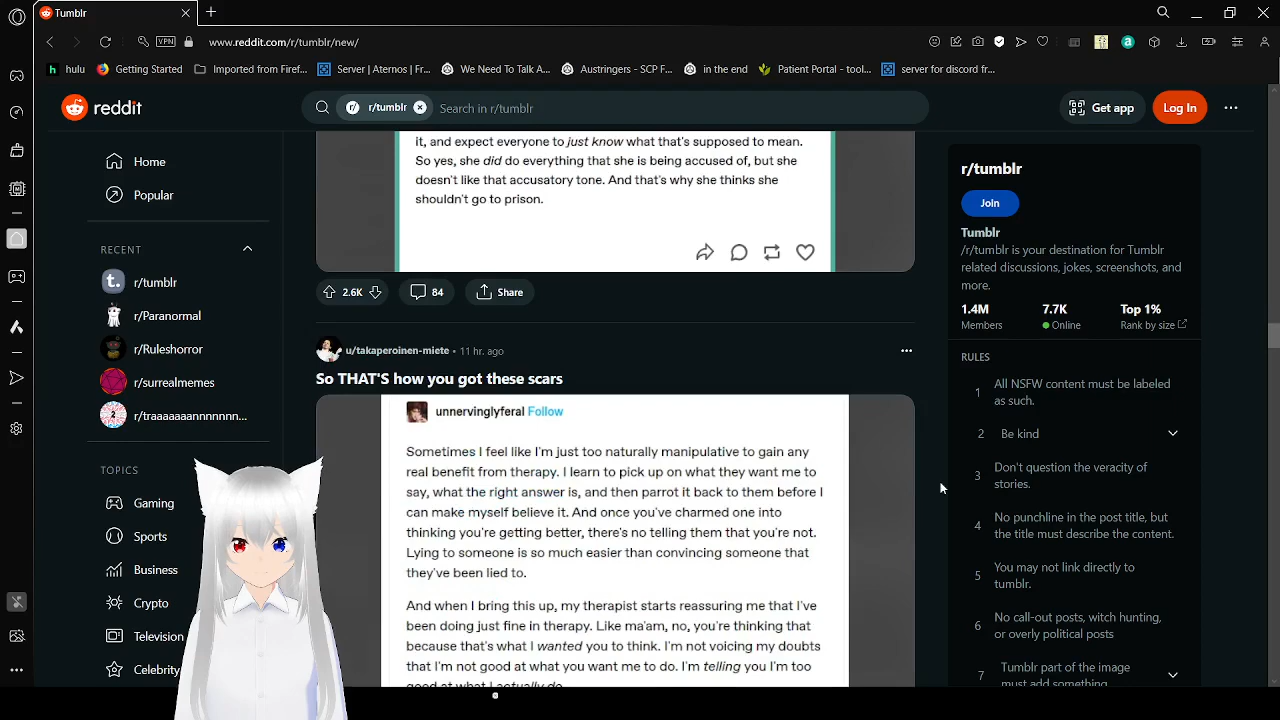 Tumblr
VPN
www.reddit.com/r/tumblr/new/
hulu
Getting Started
Imported from Firef...
Server | Aternos | Fr...
We Need To Talk A...
Austringers - SCP F...
in the end
Patient Portal - tool...
server for discord fr...
reddit
r/tumblr
Search in r/tumblr
Get app
Log In
Home
Popular
RECENT
r/tumblr
r/Paranormal
r/Ruleshorror
r/surrealmemes
r/traaaaaaannnnnnn...
TOPICS
Gaming
Sports
Business
Crypto
Television
Celebrity
it, and expect everyone to just know what that's supposed to mean.
So yes, she did do everything that she is being accused of, but she
doesn't like that accusatory tone. And that's why she thinks she
shouldn't go to prison.
2.6K
84
Share
u/takaperoinen-miete • 11 hr. ago
So THAT'S how you got these scars
unnervinglyferal Follow
Sometimes I feel like I'm just too naturally manipulative to gain any
real benefit from therapy. I learn to pick up on what they want me to
say, what the right answer is, and then parrot it back to them before I
can make myself believe it. And once you've charmed one into
thinking you're getting better, there's no telling them that you're not.
Lying to someone is so much easier than convincing someone that
they've been lied to.
And when I bring this up, my therapist starts reassuring me that I've
been doing just fine in therapy. Like ma'am, no, you're thinking that
because that's what I wanted you to think. I'm not voicing my doubts
that I'm not good at what you want me to do. I'm telling you I'm too
good at what I actually do.
r/tumblr
Join
Tumblr
/r/tumblr is your destination for Tumblr
related discussions, jokes, screenshots, and
more.
1.4M
Members
7.7K
Online
Top 1%
Rank by size
RULES
1
All NSFW content must be labeled
as such.
2
Be kind
3
Don't question the veracity of
stories.
4
No punchline in the post title, but
the title must describe the content.
5
You may not link directly to
tumblr.
6
No call-out posts, witch hunting,
or overly political posts
7
Tumblr part of the image
must add something